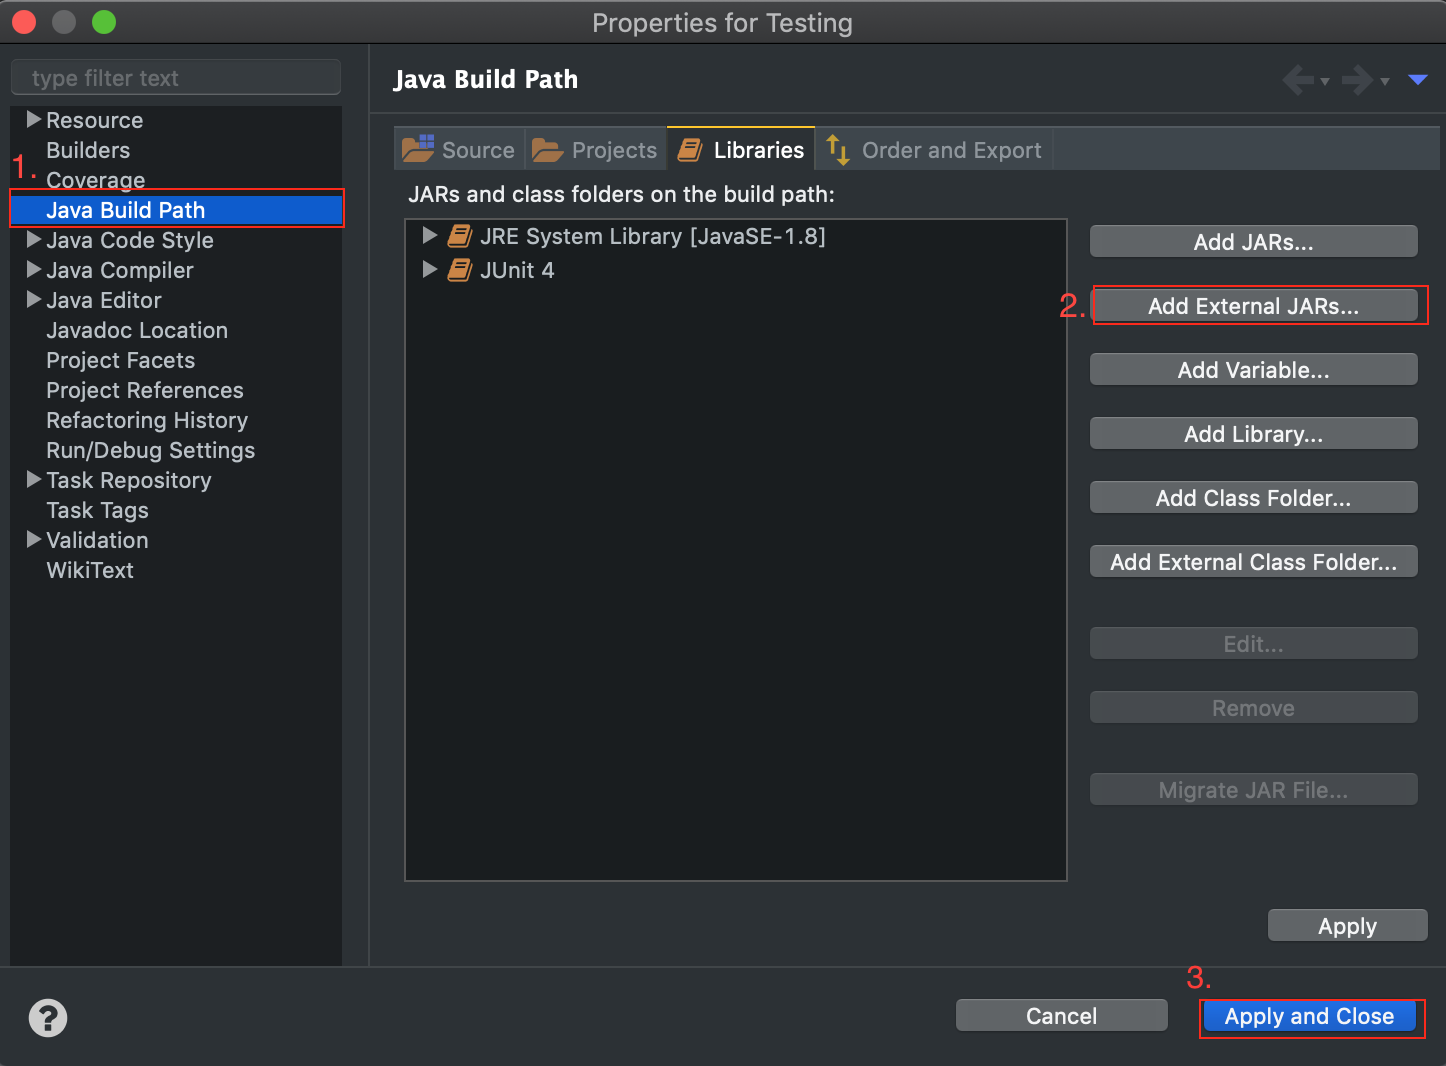 Properties for Testing
type filter text
Resource
Builders
1.
Coverage
Java Build Path
Java Code Style
Java Compiler
Java Editor
Javadoc Location
Project Facets
Project References
Refactoring History
Run/Debug Settings
Task Repository
Task Tags
Validation
WikiText
Java Build Path
Source Projects Libraries Order and Export
JARs and class folders on the build path:
JRE System Library [JavaSE-1.8]
JUnit 4
Add JARs...
2. Add External JARs...
Add Variable...
Add Library...
Add Class Folder...
Add External Class Folder...
Edit...
Remove
Migrate JAR File...
Apply
3.
? Cancel Apply and Close